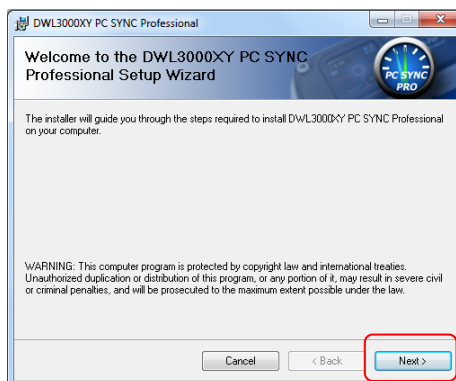 DWL3000XY PC SYNC Professional
Welcome to the DWL3000XY PC SYNC
Professional Setup Wizard
PC SYNC
PRO
The installer will guide you through the steps required to install DWL3000XY PC SYNC Professional
on your computer.
WARNING: This computer program is protected by copyright law and international treaties.
Unauthorized duplication or distribution of this program, or any portion of it, may result in severe civil
or criminal penalties, and will be prosecuted to the maximum extent possible under the law.
Cancel
< Back
Next >